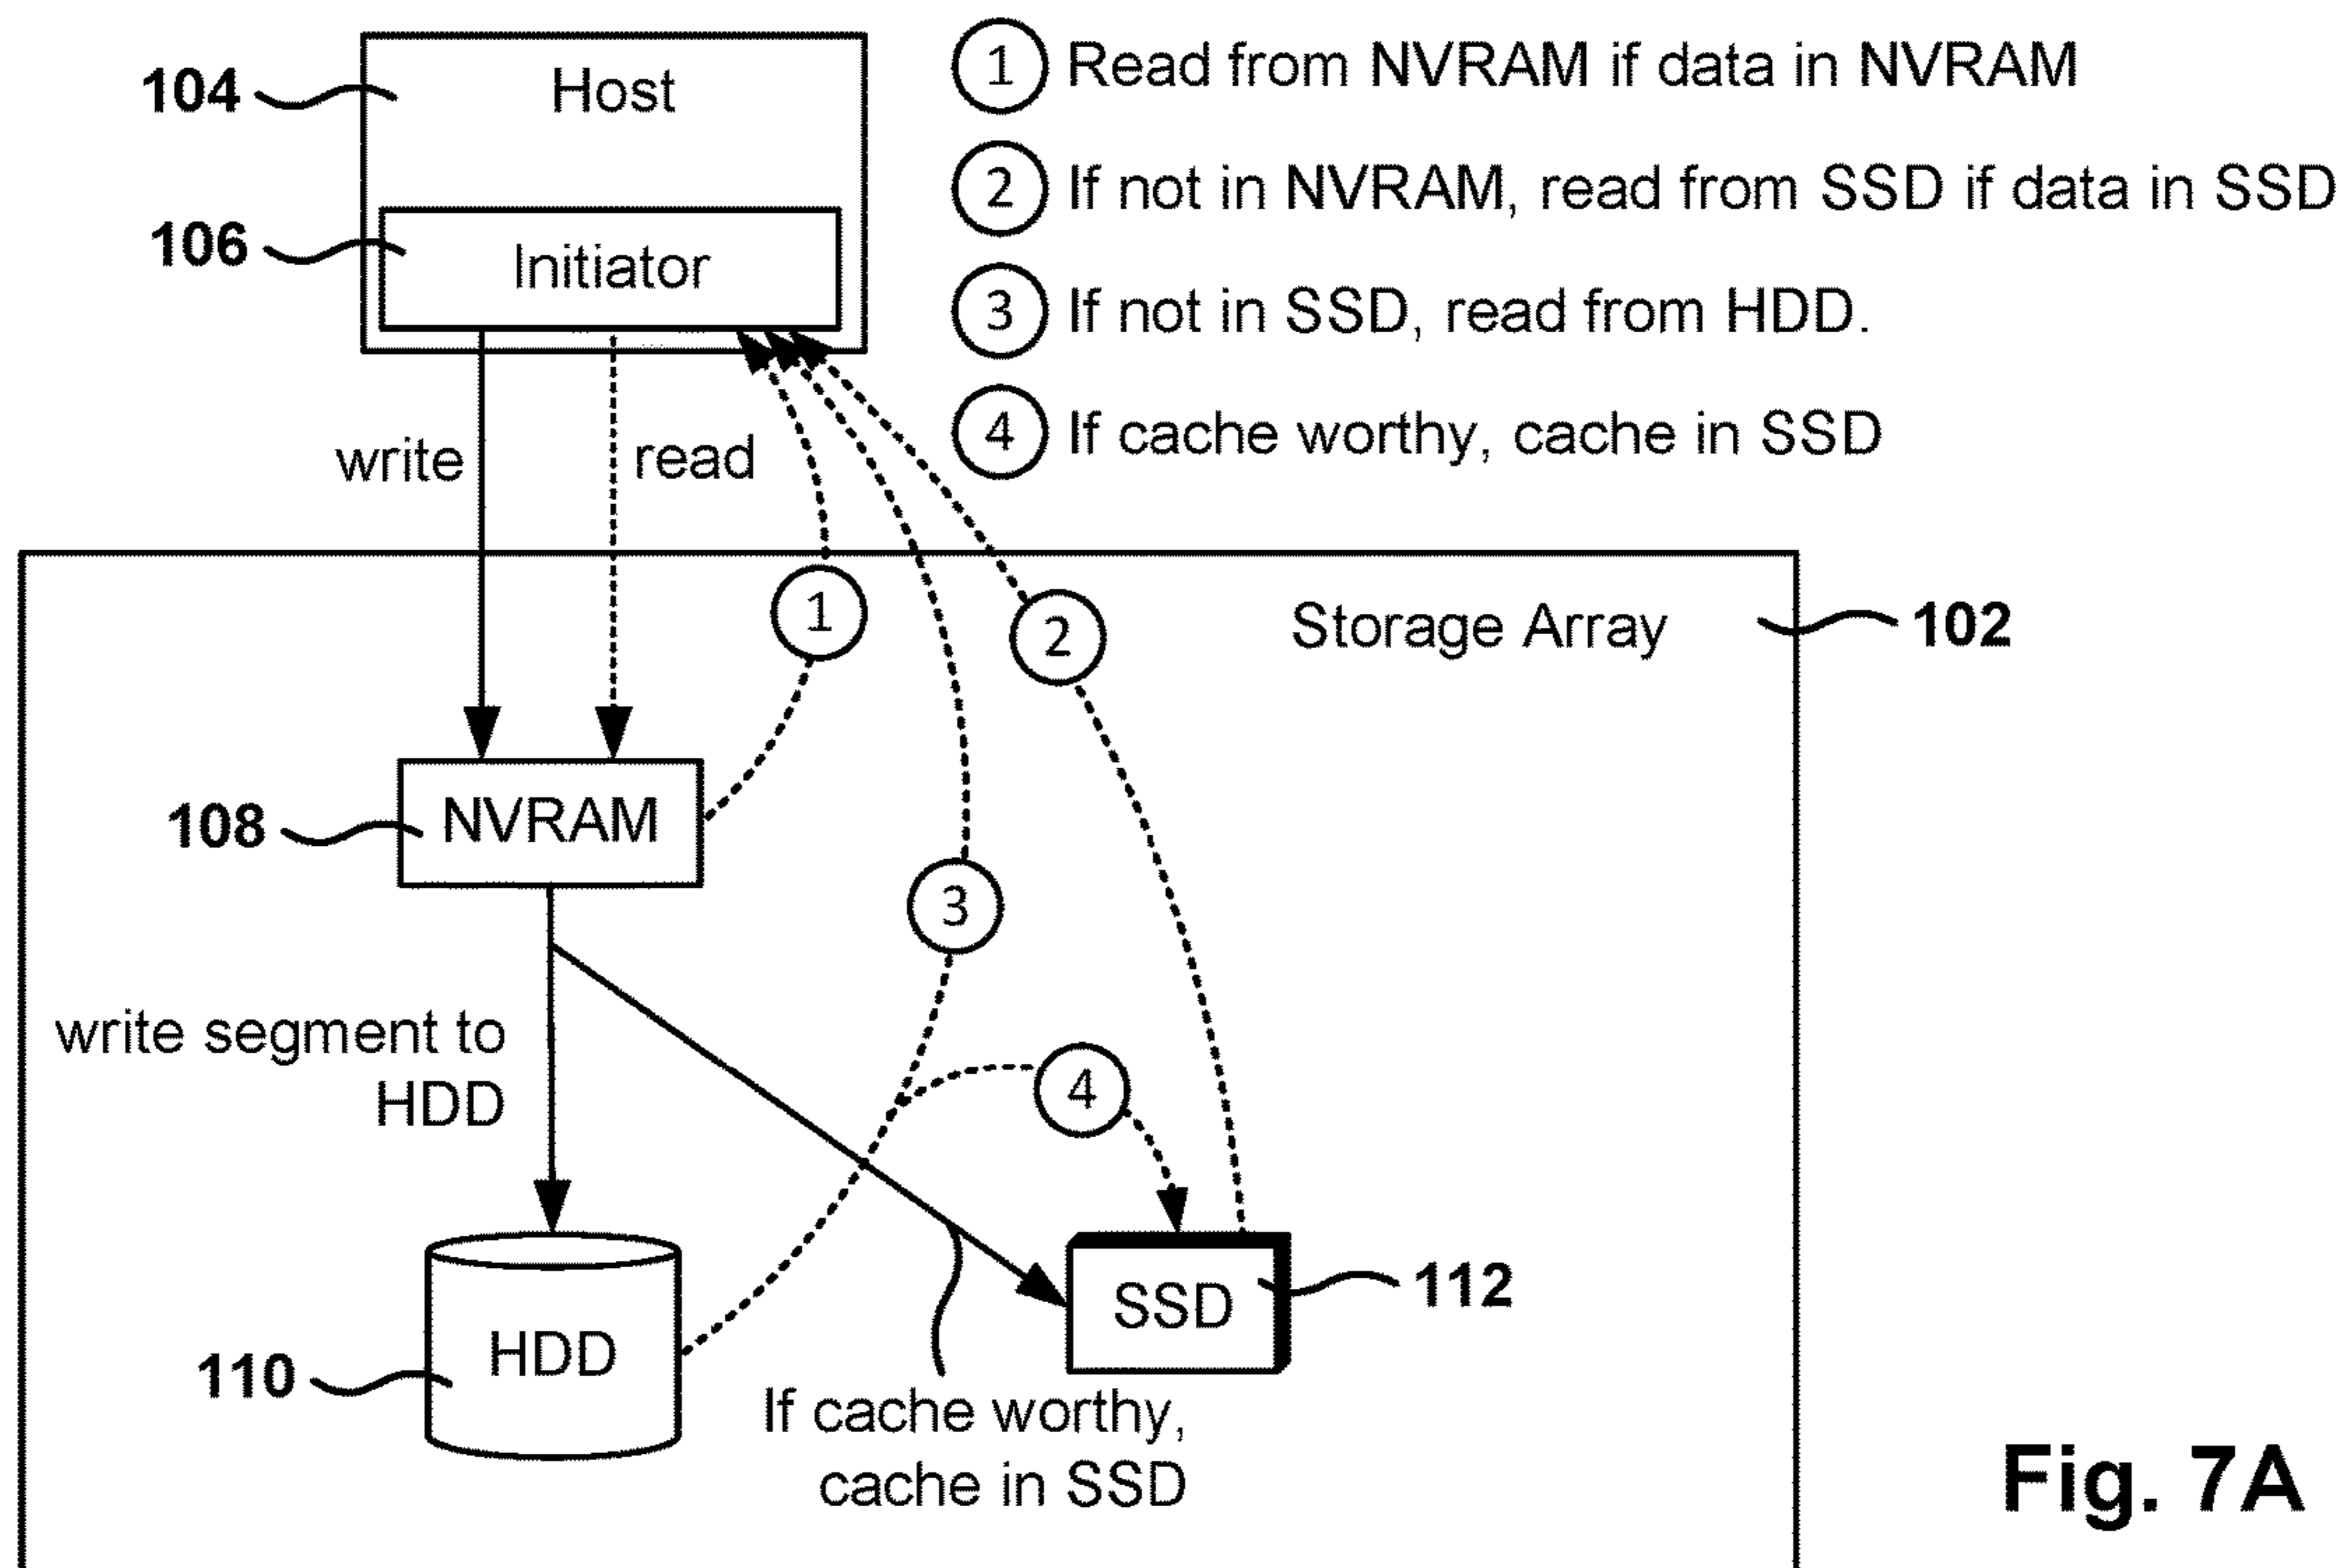 104
Host
106
Initiator
1 Read from NVRAM if data in NVRAM
2 If not in NVRAM, read from SSD if data in SSD
3 If not in SSD, read from HDD.
4 If cache worthy, cache in SSD
write
read
1
2
Storage Array
102
108
NVRAM
3
write segment to
HDD
4
110
HDD
SSD
112
If cache worthy,
cache in SSD
Fig. 7A